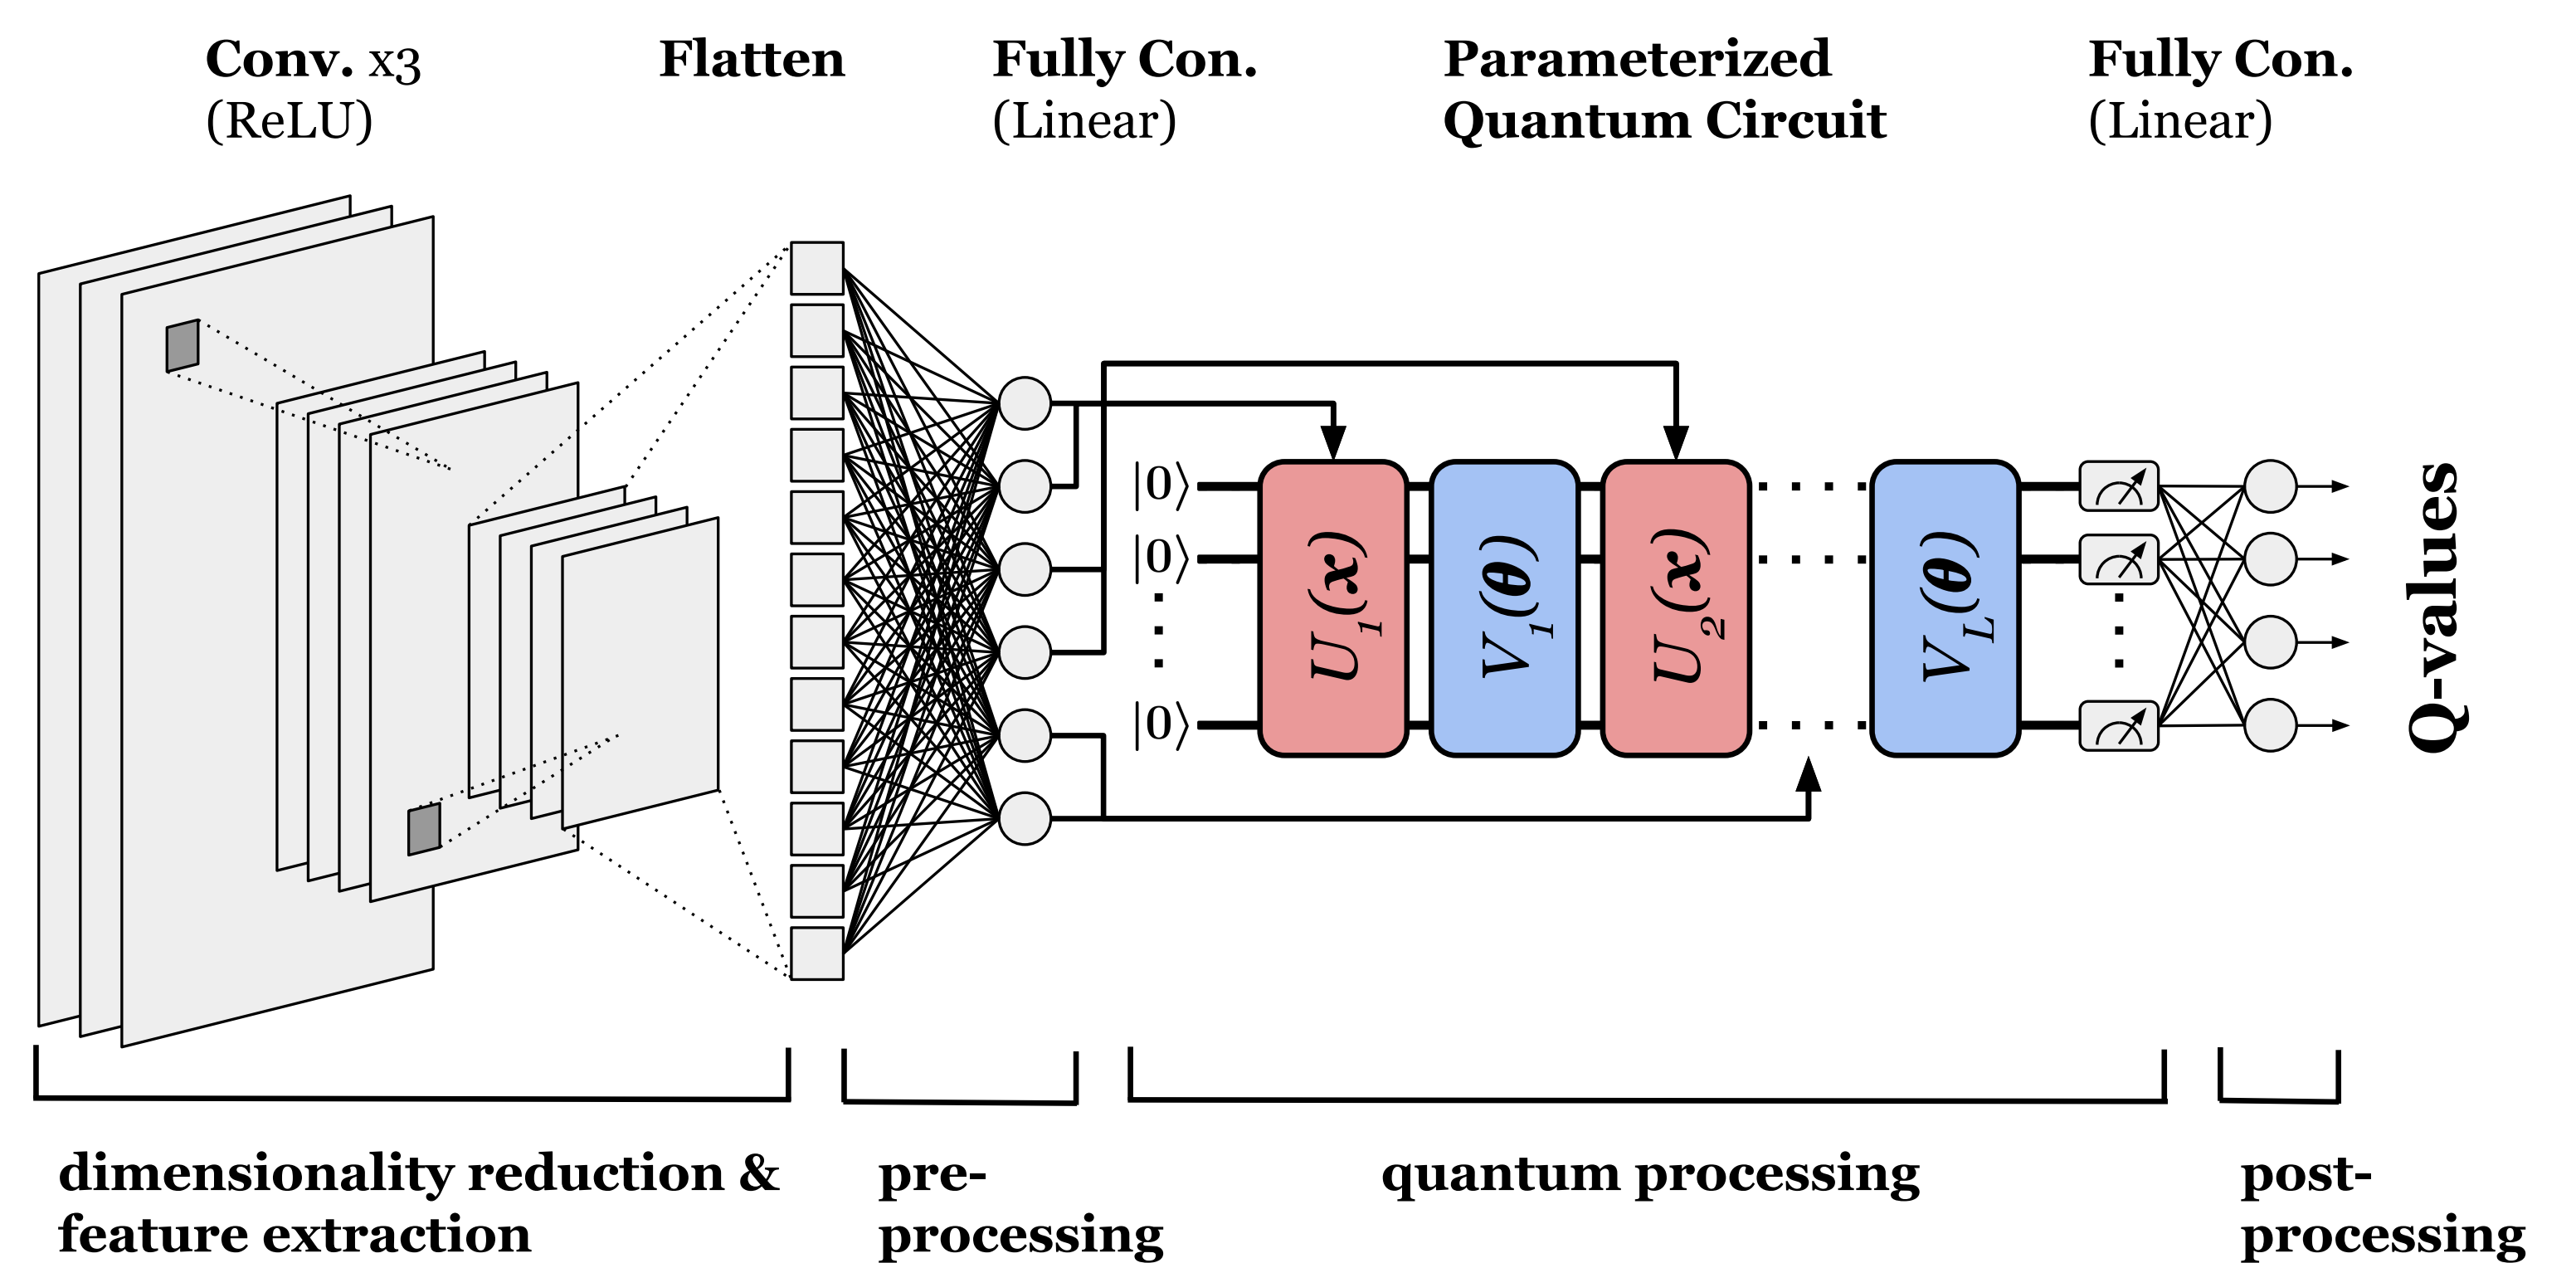 Conv. x3
(ReLU)
Flatten
Fully Con.
(Linear)
Parameterized
Quantum Circuit
Fully Con.
(Linear)
|0⟩
|0⟩
|0⟩
U₁(x)
V₁(θ)
U₂(x)
V_L(θ)
Q-values
dimensionality reduction &
feature extraction
pre-
processing
quantum processing
post-
processing